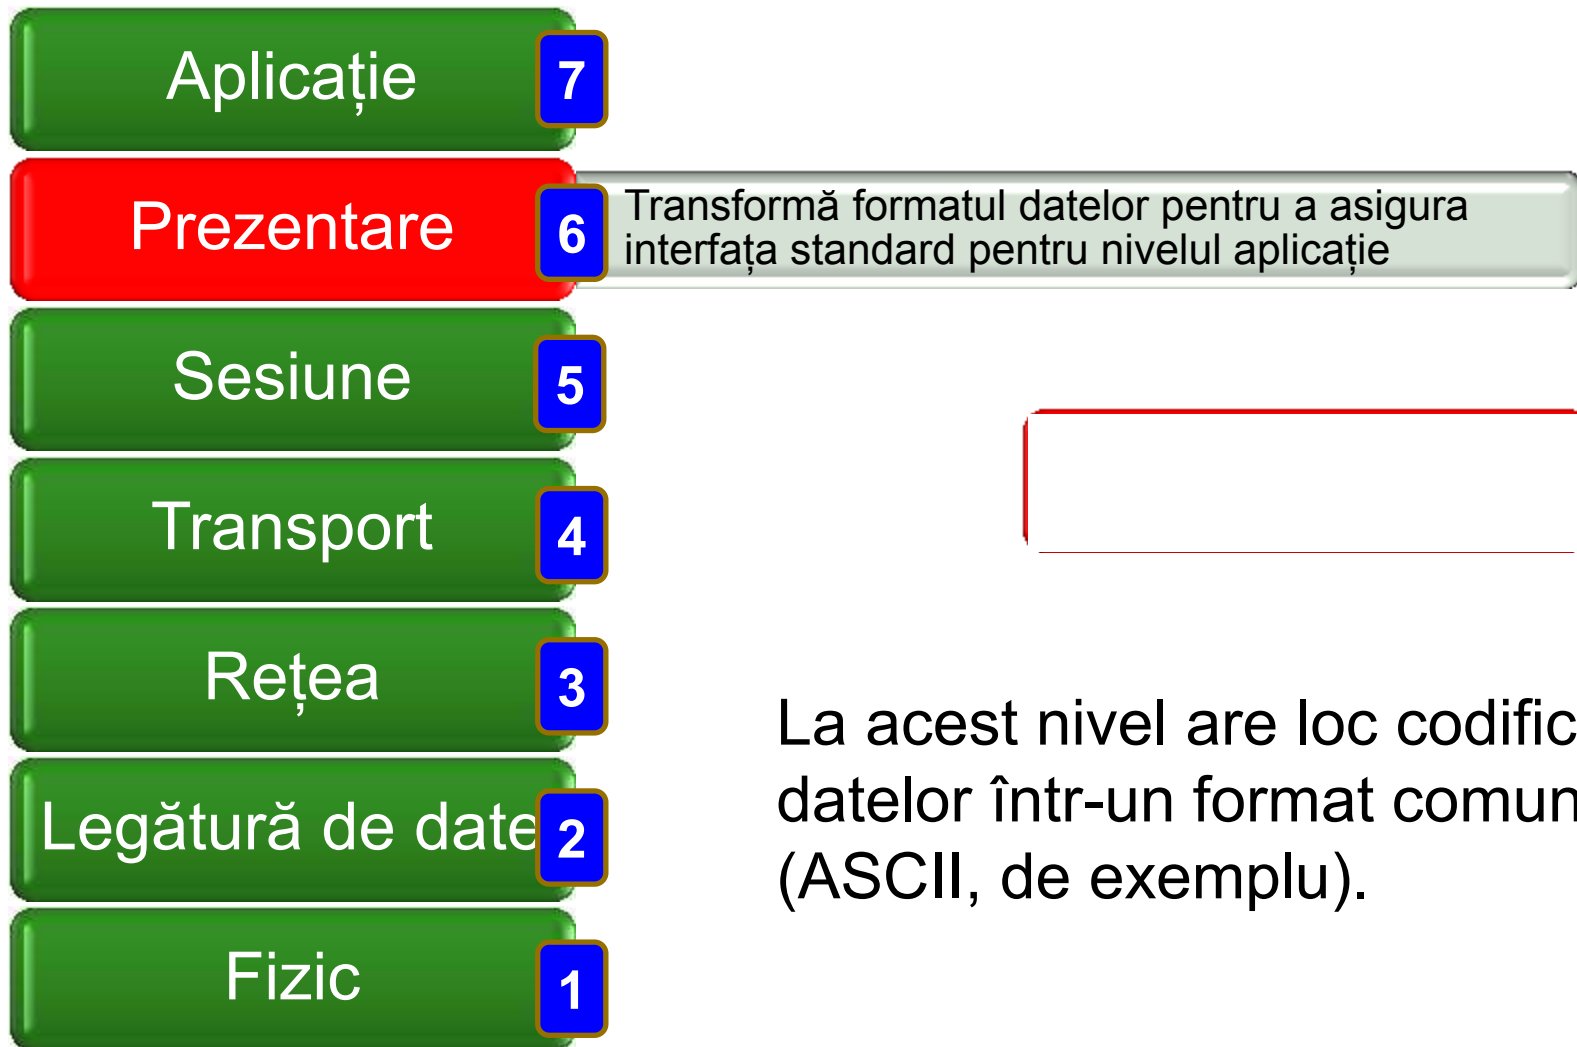 Aplicație
7
Prezentare
6
Transformă formatul datelor pentru a asigura
interfața standard pentru nivelul aplicație
Sesiune
5
Transport
4
Rețea
3
Legătură de date
2
Fizic
1
La acest nivel are loc
datelor într-un format comun
(ASCII, de exemplu).